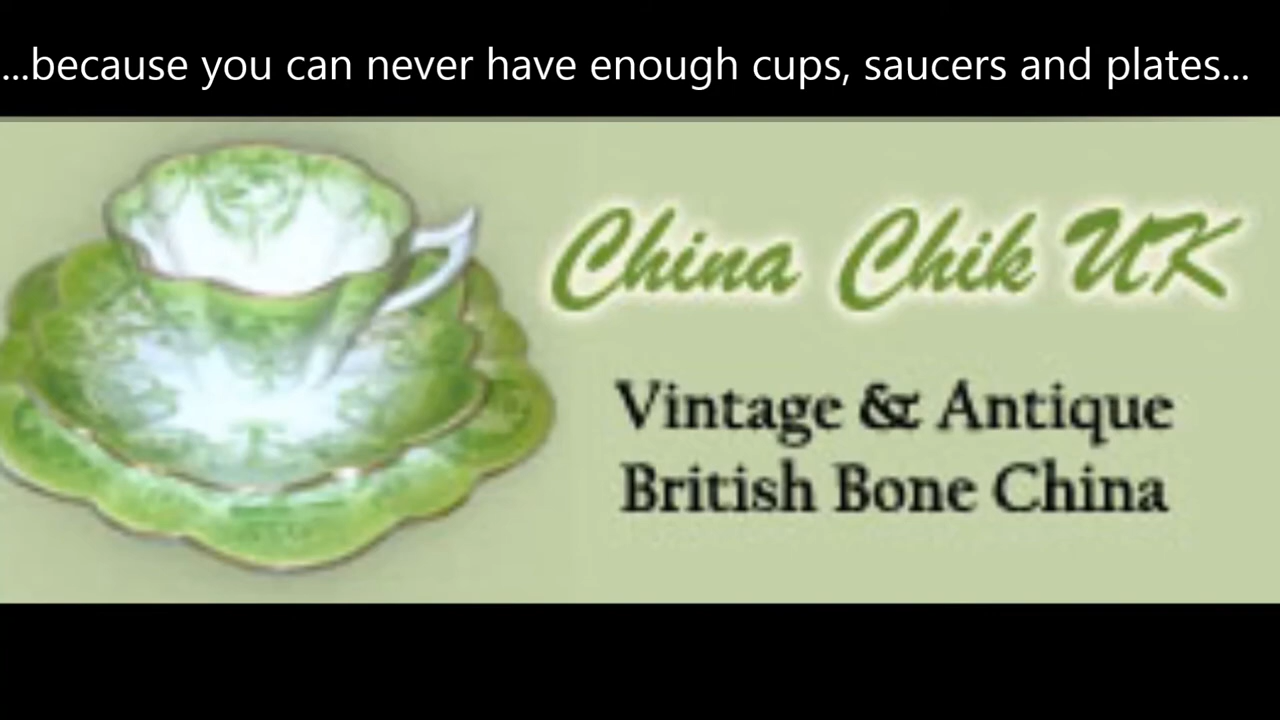 ...because you can never have enough cups, saucers and plates...
China Chik UK
Vintage & Antique
British Bone China